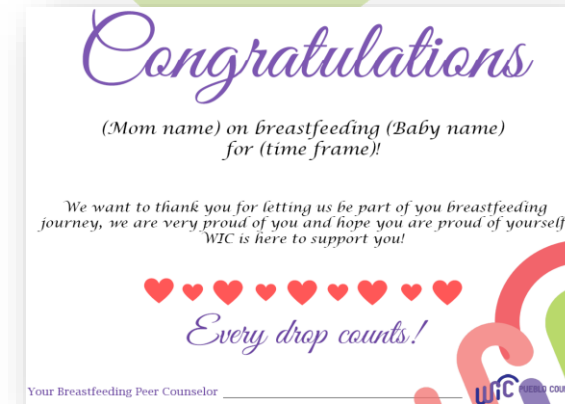 Congratulations
(Mom name) on breastfeeding (Baby name)
for (time frame)!
We want to thank you for letting us be part of you breastfeeding
journey, we are very proud of you and hope you are proud of yourself
WIC is here to support you!
Every drop counts!
Your Breastfeeding Peer Counselor
WIC PUEBLO COUN